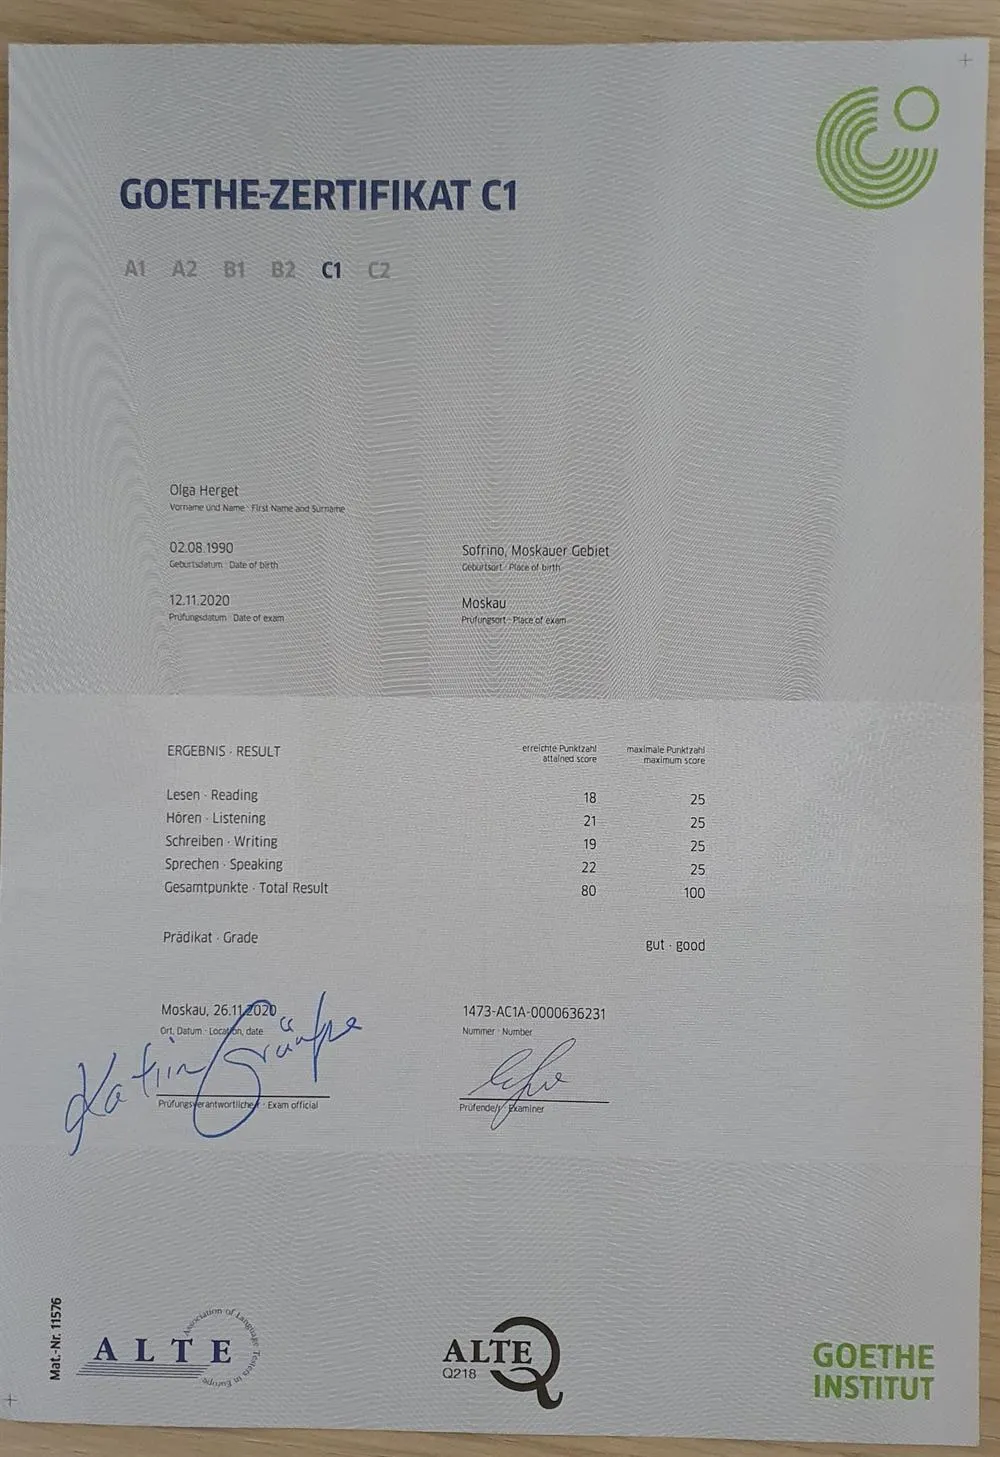 GOETHE-ZERTIFIKAT C1
A1 A2 B1 B2 C1 C2
Olga Herget
Vorname und Name · First Name and Surname
02.08.1990
Geburtsdatum · Date of birth
Sofrino, Moskauer Gebiet
Geburtsort · Place of birth
12.11.2020
Prüfungsdatum · Date of exam
Moskau
Prüfungsort · Place of exam
ERGEBNIS · RESULT
erreichte Punktzahl
attained score
maximale Punktzahl
maximum score
Lesen · Reading 18 25
Hören · Listening 21 25
Schreiben · Writing 19 25
Sprechen · Speaking 22 25
Gesamtpunkte · Total Result 80 100
Prädikat · Grade gut · good
Moskau, 26.11.2020
Ort, Datum · Location, date
1473-AC1A-0000636231
Nummer · Number
Katrin Gräupe
Prüfungsverantwortliche/r · Exam official
Prüfende/r · Examiner
Mat.-Nr. 11576
ALTE
Association of Language Testers in Europe
ALTE Q
Q218
GOETHE
INSTITUT